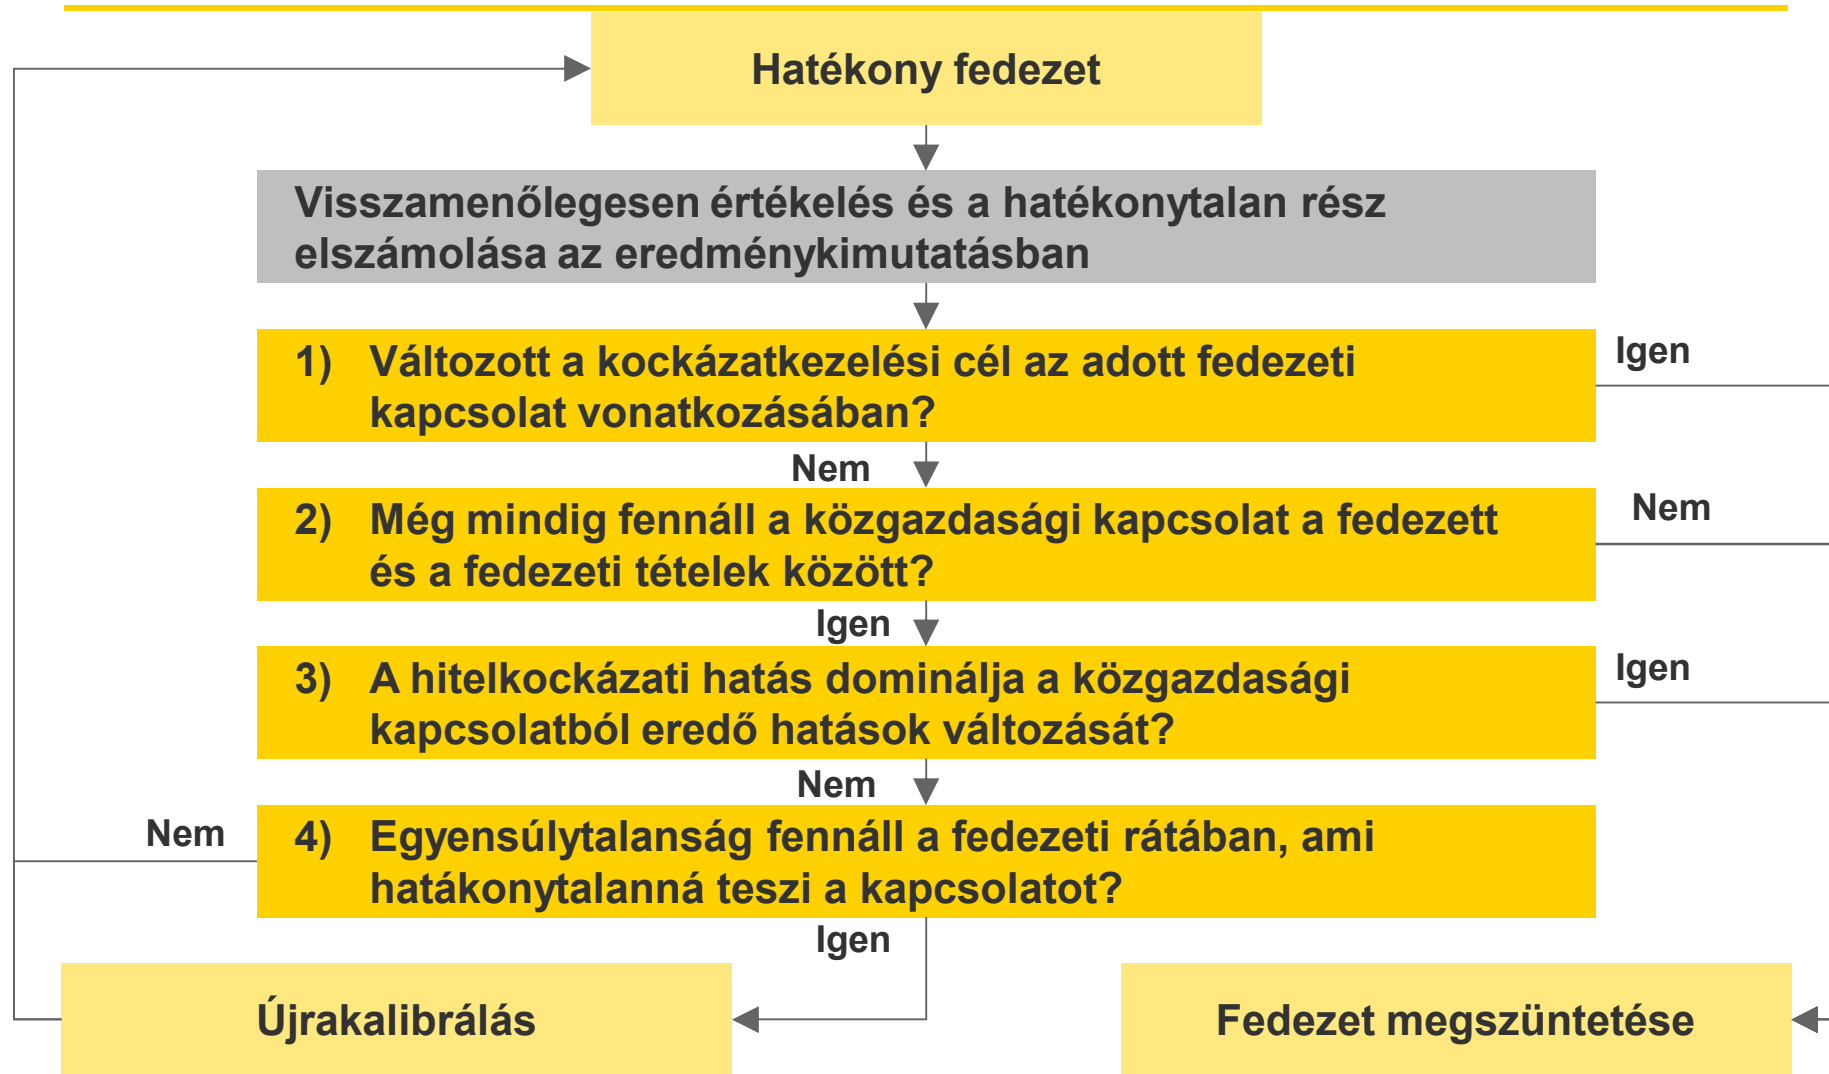 Hatékony fedezet
Visszamenőlegesen értékelés és a hatékonytalan rész
elszámolása az eredménykimutatásban
1) Változott a kockázatkezelési cél az adott fedezeti
kapcsolat vonatkozásában?
Igen
Nem
2) Még mindig fennáll a közgazdasági kapcsolat a fedezett
és a fedezeti tételek között?
Nem
Igen
3) A hitelkockázati hatás dominálja a közgazdasági
kapcsolatból eredő hatások változását?
Igen
Nem
4) Egyensúlytalanság fennáll a fedezeti rátában, ami
hatákonytalanná teszi a kapcsolatot?
Nem
Igen
Újrakalibrálás
Fedezet megszüntetése